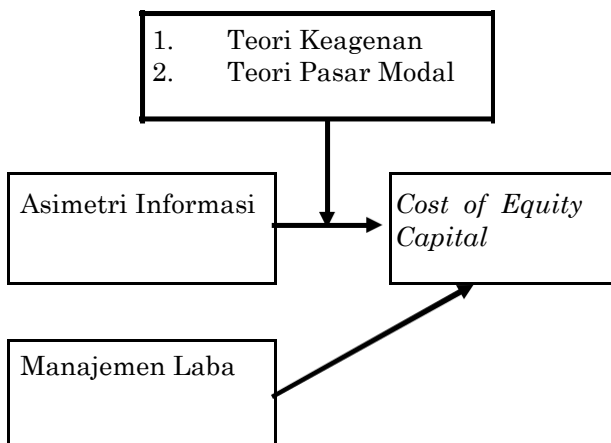 1. Teori Keagenan
2. Teori Pasar Modal
Asimetri Informasi
Cost of Equity
Capital
Manajemen Laba